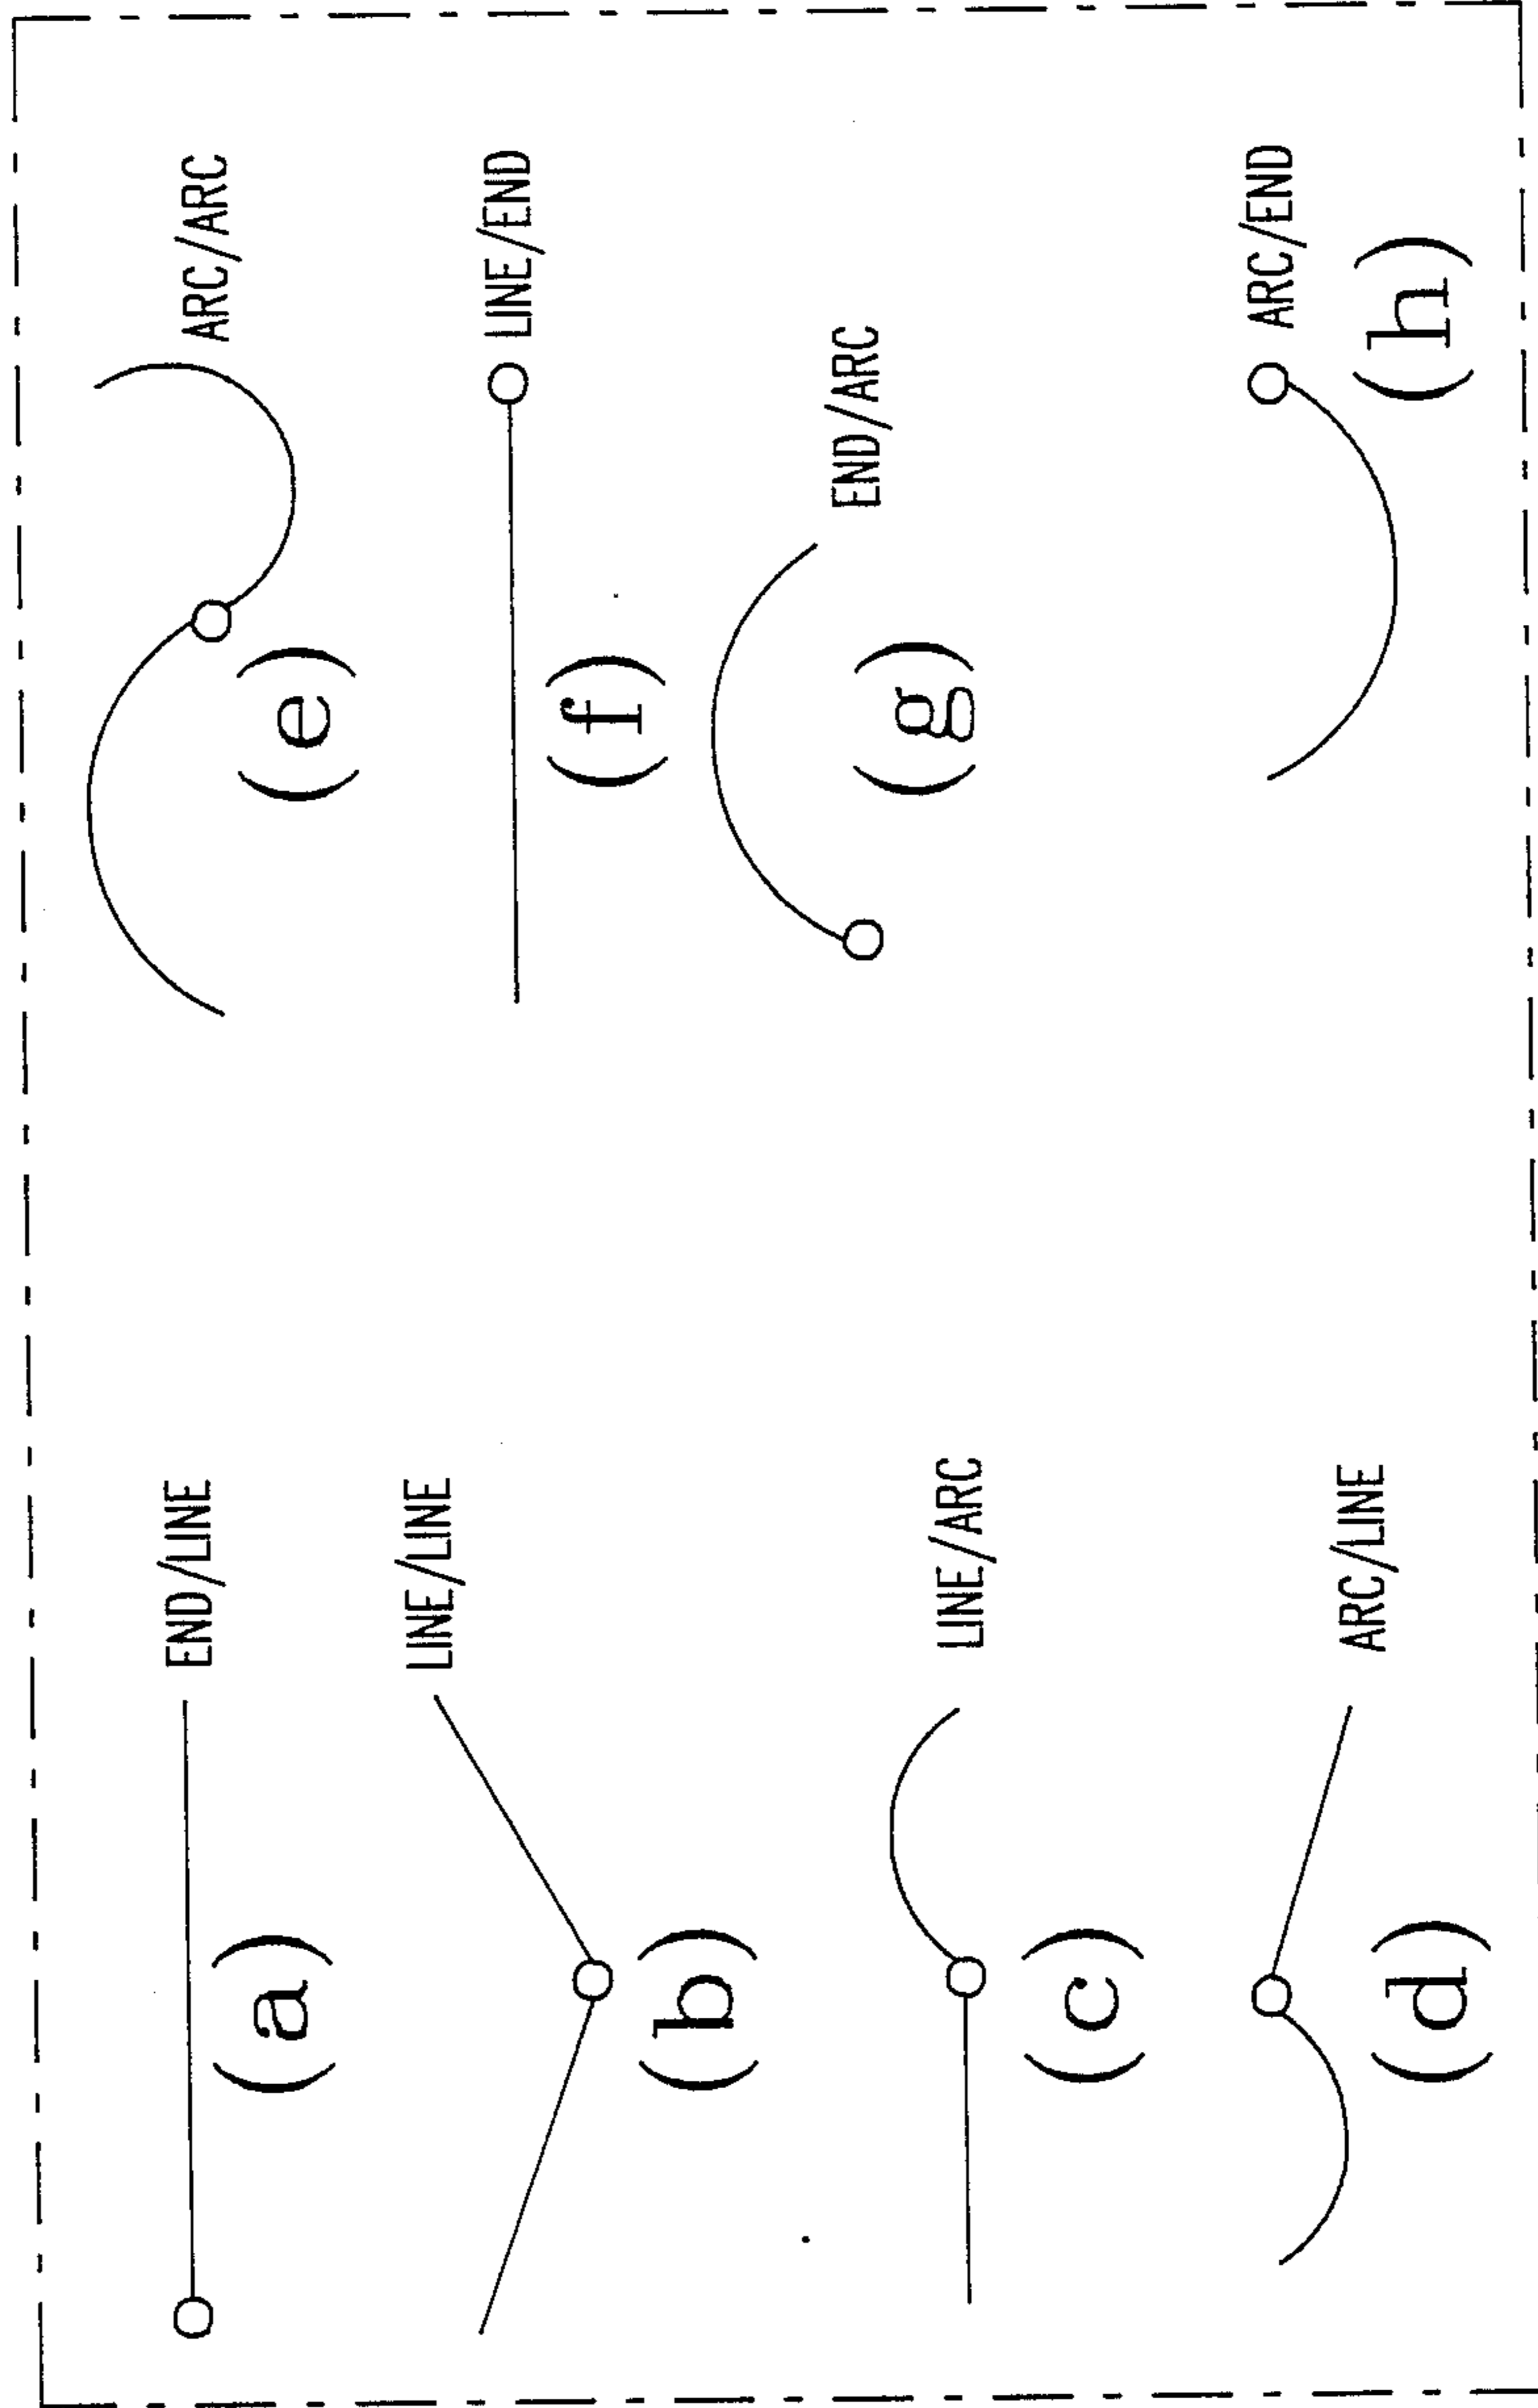 END/LINE
(a)
LINE/LINE
(b)
LINE/ARC
(c)
ARC/LINE
(d)
ARC/ARC
(e)
LINE/END
(f)
END/ARC
(g)
ARC/END
(h)